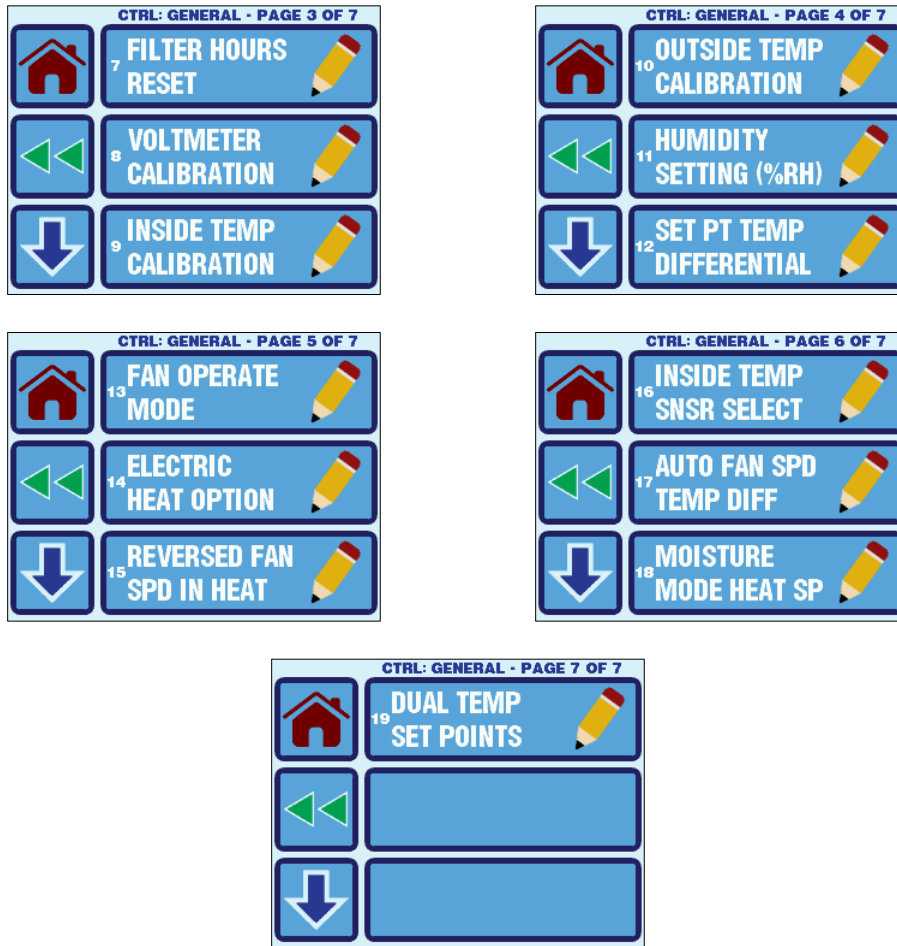 CTRL: GENERAL - PAGE 3 OF 7
7 FILTER HOURS
RESET
8 VOLTMETER
CALIBRATION
9 INSIDE TEMP
CALIBRATION
CTRL: GENERAL - PAGE 4 OF 7
10 OUTSIDE TEMP
CALIBRATION
11 HUMIDITY
SETTING (%RH)
12 SET PT TEMP
DIFFERENTIAL
CTRL: GENERAL - PAGE 5 OF 7
13 FAN OPERATE
MODE
14 ELECTRIC
HEAT OPTION
15 REVERSED FAN
SPD IN HEAT
CTRL: GENERAL - PAGE 6 OF 7
16 INSIDE TEMP
SNSR SELECT
17 AUTO FAN SPD
TEMP DIFF
18 MOISTURE
MODE HEAT SP
CTRL: GENERAL - PAGE 7 OF 7
19 DUAL TEMP
SET POINTS